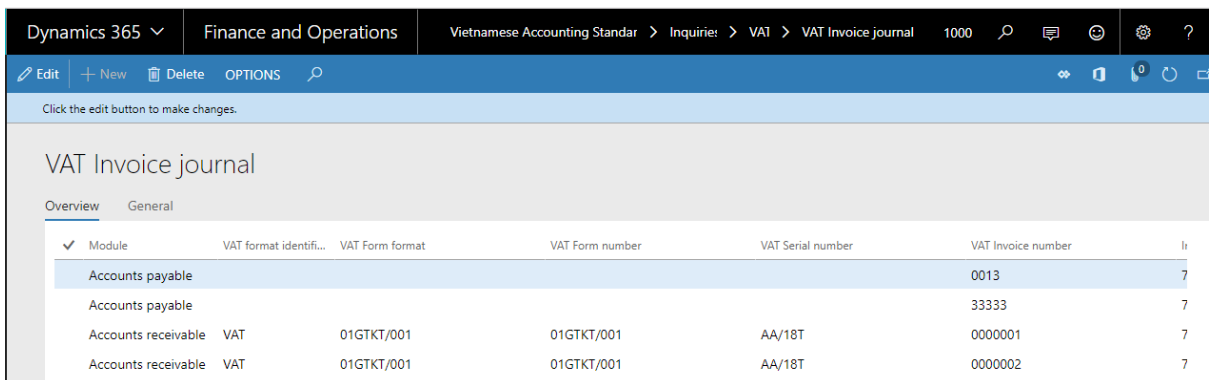 Dynamics 365 Finance and Operations Vietnamese Accounting Standar > Inquiries > VAT > VAT Invoice journal 1000 ?
Edit + New Delete OPTIONS 0
Click the edit button to make changes.
VAT Invoice journal
Overview General
Module VAT format identifi... VAT Form format VAT Form number VAT Serial number VAT Invoice number
Accounts payable 0013 7
Accounts payable 33333 7
Accounts receivable VAT 01GTKT/001 01GTKT/001 AA/18T 0000001 7
Accounts receivable VAT 01GTKT/001 01GTKT/001 AA/18T 0000002 7